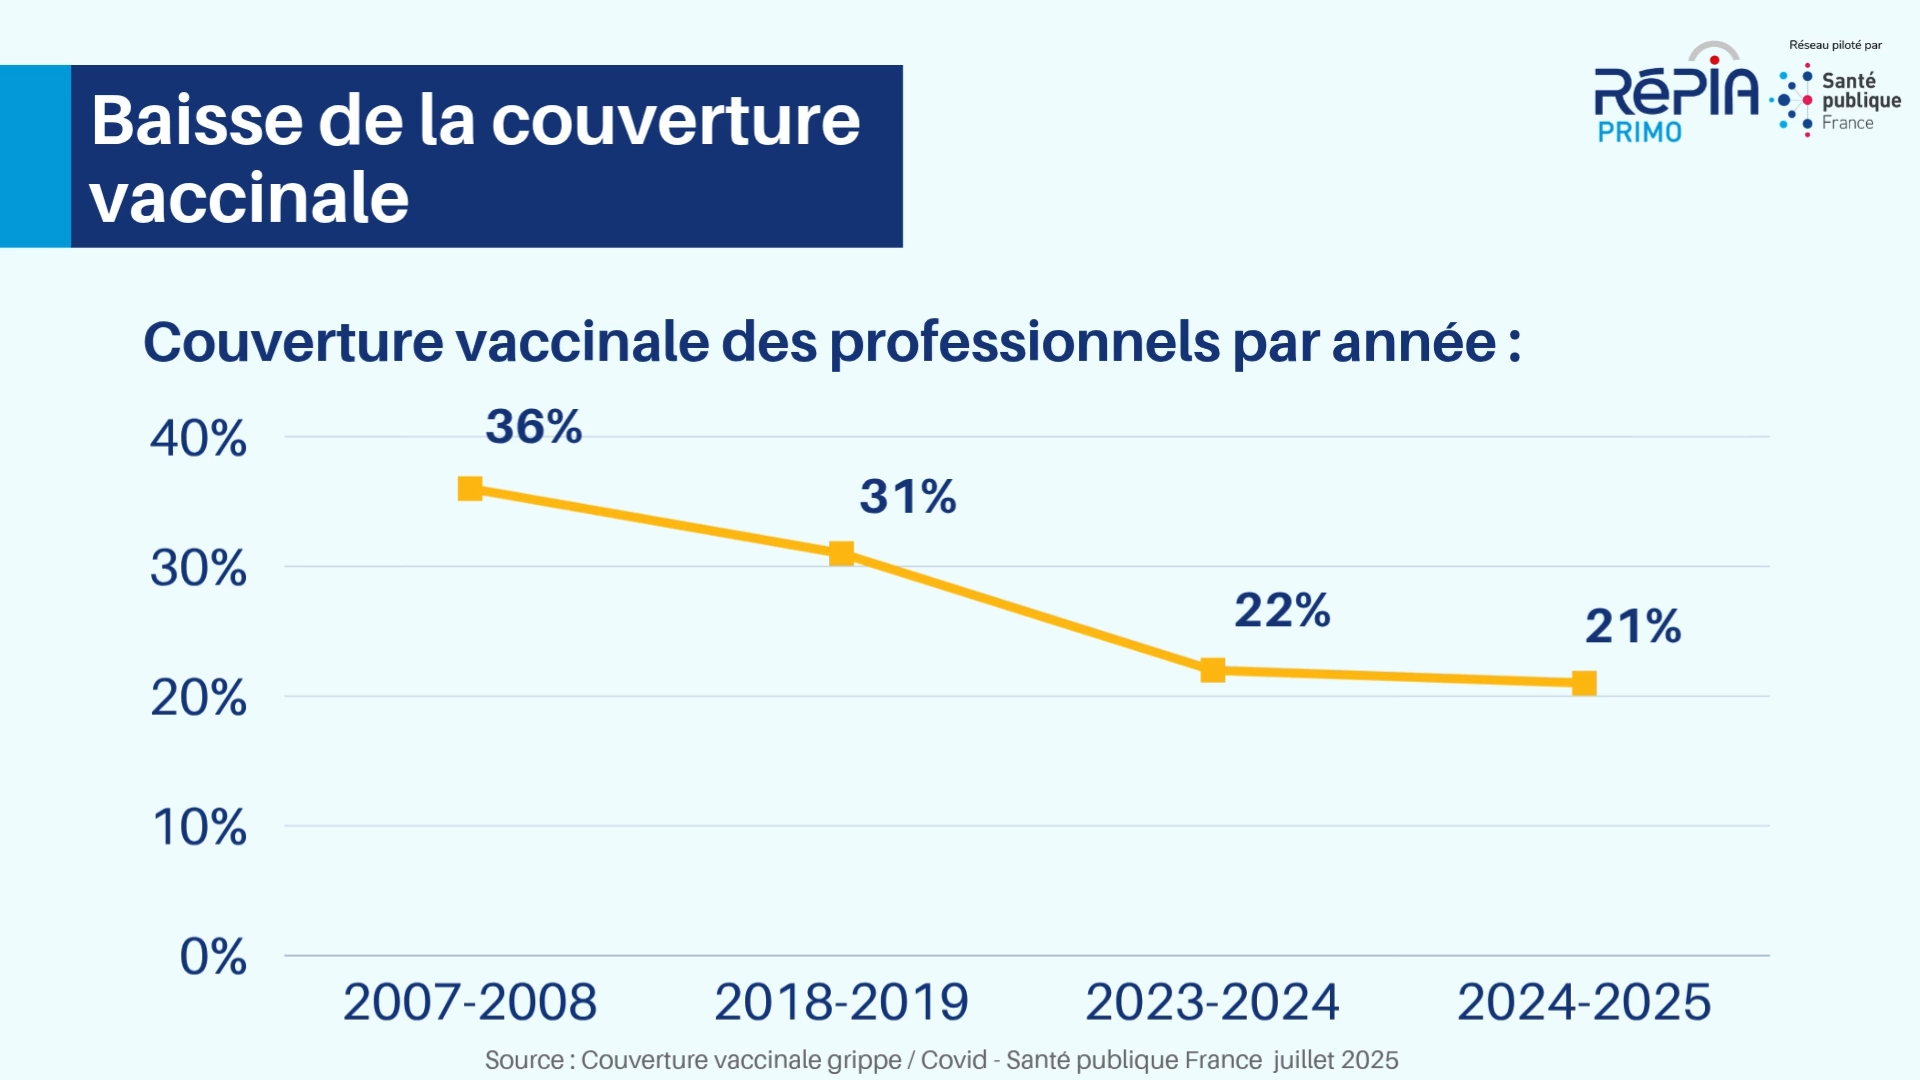 Réseau piloté par
RéPIA
PRIMO
Santé
publique
France
Baisse de la couverture
vaccinale
Couverture vaccinale des professionnels par année :
40%
30%
20%
10%
0%
36%
31%
22%
21%
2007-2008 2018-2019 2023-2024 2024-2025
Source : Couverture vaccinale grippe / Covid - Santé publique France juillet 2025